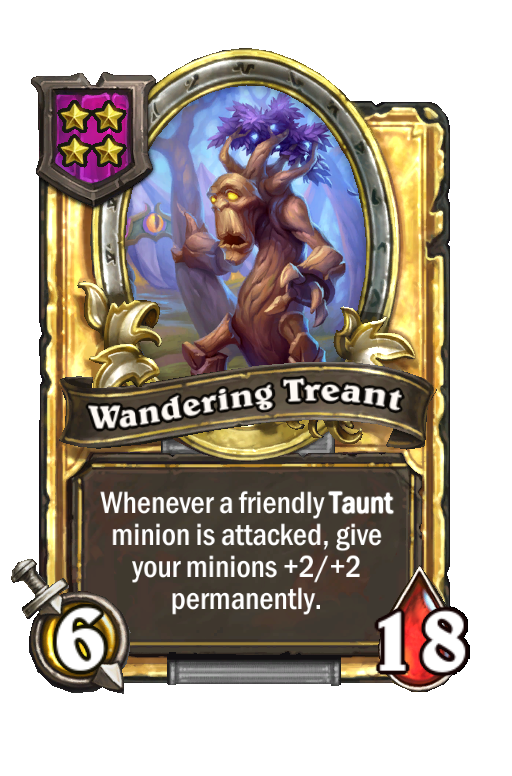 Wandering Treant
Whenever a friendly Taunt
minion is attacked, give
your minions +2/+2
permanently.
6
18